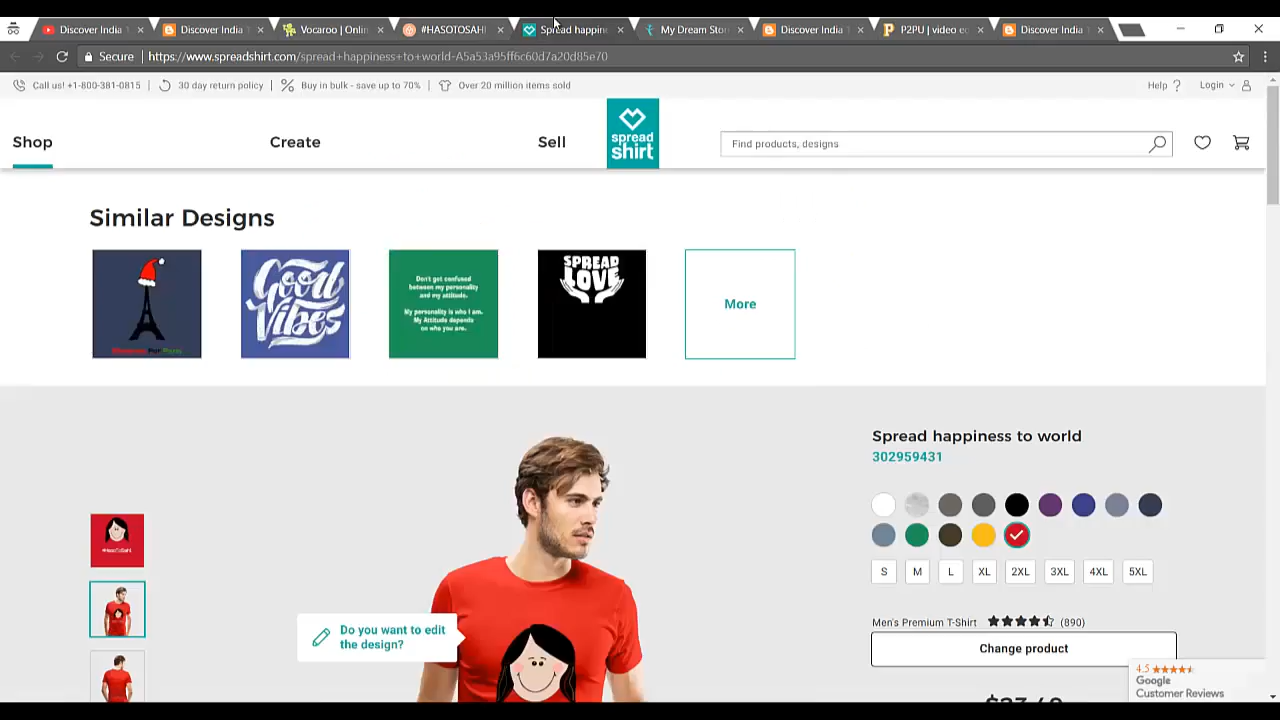 Discover India T
Discover India
Vocaroo | Onlin
#HASOTOSAHI
Spread happine
My Dream Stor
Discover India T
P2PU | video ec
Discover India T
Secure
https://www.spreadshirt.com/spread+happiness+to+world-A5a53a95ff6c60d7a20d85e70
Call us! +1-800-381-0815
30 day return policy
Buy in bulk - save up to 70%
Over 20 million items sold
Help ?
Login
Shop
Create
Sell
spread
shirt
Find products, designs
Similar Designs
Good
Vibes
Don't get confused
between my personality
and my attitude.
My personality is who I am.
My Attitude depends
on who you are.
SPREAD
LOVE
More
Spread happiness to world
302959431
S M L XL 2XL 3XL 4XL 5XL
#HasoToSahi
Do you want to edit
the design?
Men's Premium T-Shirt
(890)
Change product
4.5
Google
Customer Reviews